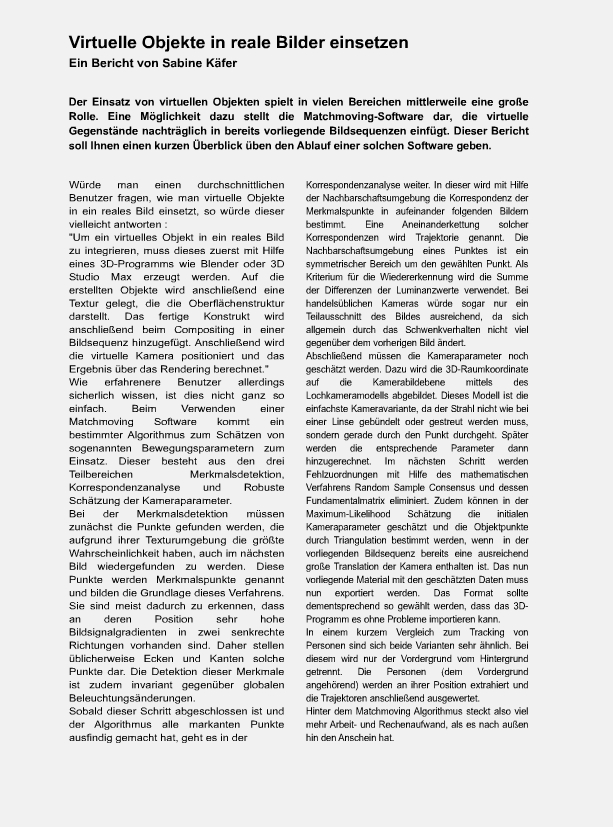 Virtuelle Objekte in reale Bilder einsetzen
Ein Bericht von Sabine Käfer
Der Einsatz von virtuellen Objekten spielt in vielen Bereichen mittlerweile eine große
Rolle. Eine Möglichkeit dazu stellt die Matchmoving-Software dar, die virtuelle
Gegenstände nachträglich in bereits vorliegende Bildsequenzen einfügt. Dieser Bericht
soll Ihnen einen kurzen Überblick üben den Ablauf einer solchen Software geben.
Würde man einen durchschnittlichen
Benutzer fragen, wie man virtuelle Objekte
in ein reales Bild einsetzt, so würde dieser
vielleicht antworten :
"Um ein virtuelles Objekt in ein reales Bild
zu integrieren, muss dieses zuerst mit Hilfe
eines 3D-Programms wie Blender oder 3D
Studio Max erzeugt werden. Auf die
erstellten Objekte wird anschließend eine
Textur gelegt, die die Oberflächenstruktur
darstellt. Das fertige Konstrukt wird
anschließend beim Compositing in einer
Bildsequenz hinzugefügt. Anschließend wird
die virtuelle Kamera positioniert und das
Ergebnis über das Rendering berechnet."
Wie erfahrenere Benutzer allerdings
sicherlich wissen, ist dies nicht ganz so
einfach. Beim Verwenden einer
Matchmoving Software kommt ein
bestimmter Algorithmus zum Schätzen von
sogenannten Bewegungsparametern zum
Einsatz. Dieser besteht aus den drei
Teilbereichen Merkmalsdetektion,
Korrespondenzanalyse und Robuste
Schätzung der Kameraparameter.
Bei der Merkmalsdetektion müssen
zunächst die Punkte gefunden werden, die
aufgrund ihrer Texturumgebung die größte
Wahrscheinlichkeit haben, auch im nächsten
Bild wiedergefunden zu werden. Diese
Punkte werden Merkmalspunkte genannt
und bilden die Grundlage dieses Verfahrens.
Sie sind meist dadurch zu erkennen, dass
an deren Position sehr hohe
Bildsignalgradienten in zwei senkrechte
Richtungen vorhanden sind. Daher stellen
üblicherweise Ecken und Kanten solche
Punkte dar. Die Detektion dieser Merkmale
ist zudem invariant gegenüber globalen
Beleuchtungsänderungen.
Sobald dieser Schritt abgeschlossen ist und
der Algorithmus alle markanten Punkte
ausfindig gemacht hat, geht es in der
Korrespondenzanalyse weiter. In dieser wird mit Hilfe
der Nachbarschaftsumgebung die Korrespondenz der
Merkmalspunkte in aufeinander folgenden Bildern
bestimmt. Eine Aneinanderkettung solcher
Korrespondenzen wird Trajektorie genannt. Die
Nachbarschaftsumgebung eines Punktes ist ein
symmetrischer Bereich um den gewählten Punkt. Als
Kriterium für die Wiedererkennung wird die Summe
der Differenzen der Luminanzwerte verwendet. Bei
handelsüblichen Kameras würde sogar nur ein
Teilausschnitt des Bildes ausreichend, da sich
allgemein durch das Schwenkverhalten nicht viel
gegenüber dem vorherigen Bild ändert.
Abschließend müssen die Kameraparameter noch
geschätzt werden. Dazu wird die 3D-Raumkoordinate
auf die Kamerabildebene mittels des
Lochkameramodells abgebildet. Dieses Modell ist die
einfachste Kameravariante, da der Strahl nicht wie bei
einer Linse gebündelt oder gestreut werden muss,
sondern gerade durch den Punkt durchgeht. Später
werden die entsprechende Parameter dann
hinzugerechnet. Im nächsten Schritt werden
Fehlzuordnungen mit Hilfe des mathematischen
Verfahrens Random Sample Consensus und dessen
Fundamentalmatrix eliminiert. Zudem können in der
Maximum-Likelihood Schätzung die initialen
Kameraparameter geschätzt und die Objektpunkte
durch Triangulation bestimmt werden, wenn in der
vorliegenden Bildsequenz bereits eine ausreichend
große Translation der Kamera enthalten ist. Das nun
vorliegende Material mit den geschätzten Daten muss
nun exportiert werden. Das Format sollte
dementsprechend so gewählt werden, dass das 3D-
Programm es ohne Probleme importieren kann.
In einem kurzem Vergleich zum Tracking von
Personen sind sich beide Varianten sehr ähnlich. Bei
diesem wird nur der Vordergrund vom Hintergrund
getrennt. Die Personen (dem Vordergrund
angehörend) werden an ihrer Position extrahiert und
die Trajektoren anschließend ausgewertet.
Hinter dem Matchmoving Algorithmus steckt also viel
mehr Arbeit- und Rechenaufwand, als es nach außen
hin den Anschein hat.